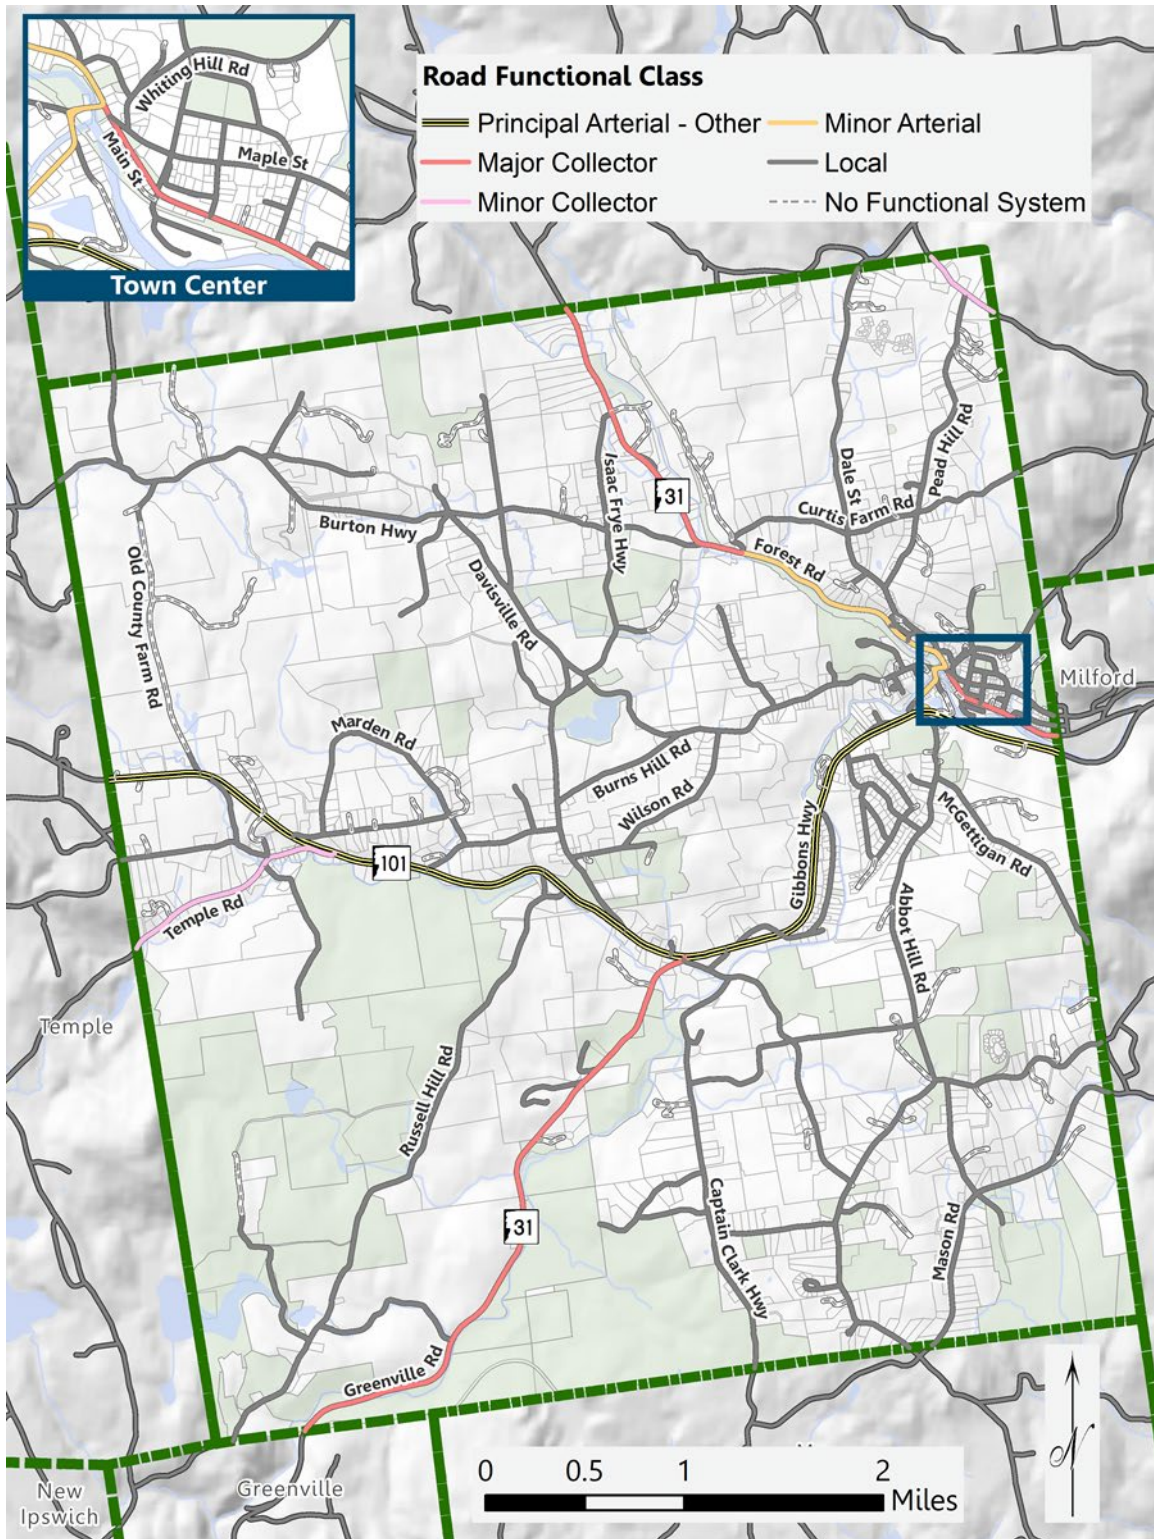 Whiting Hill Rd
Main St
Maple St
Town Center
Road Functional Class
Principal Arterial - Other
Minor Arterial
Major Collector
Local
Minor Collector
No Functional System
Isaac Frye Hwy
31
Dale St
Pead Hill Rd
Curtis Farm Rd
Burton Hwy
Forest Rd
Old County Farm Rd
Davisville Rd
Milford
Marden Rd
Burns Hill Rd
Wilson Rd
Gibbons Hwy
McGettigan Rd
101
Temple Rd
Abbot Hill Rd
Temple
Russell Hill Rd
Captain Clark Hwy
31
Mason Rd
Greenville Rd
N
0 0.5 1 2
Miles
Greenville
New
Ipswich